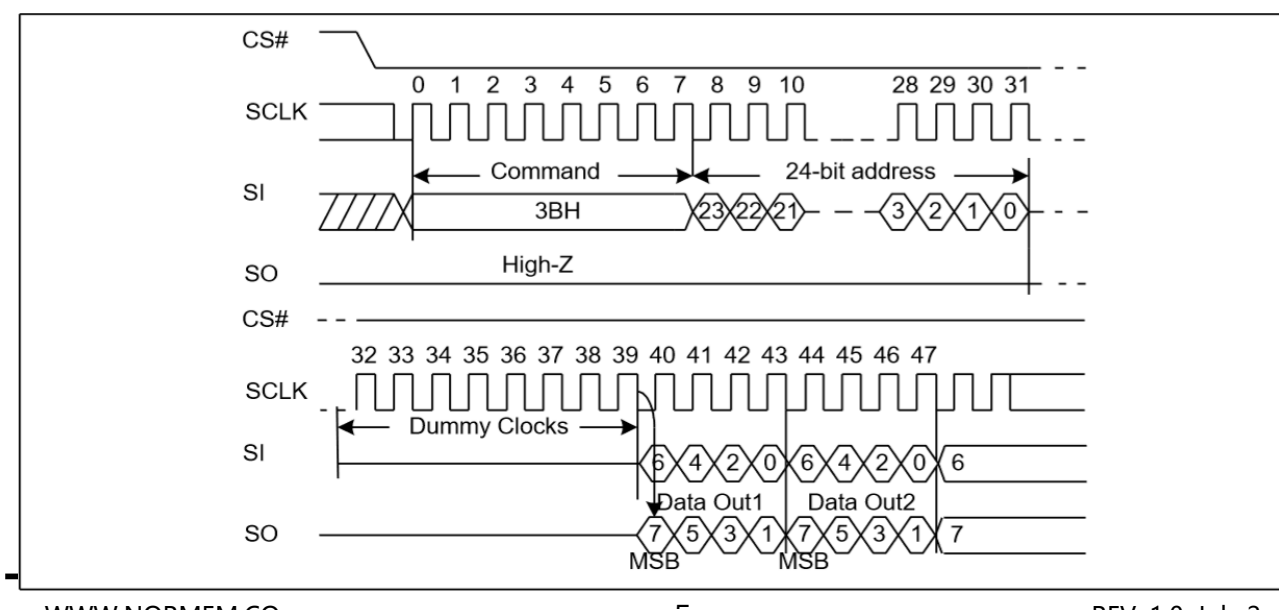 CS#
0 1 2 3 4 5 6 7 8 9 10 28 29 30 31
SCLK
Command 24-bit address
SI
3BH 23 22 21 3 2 1 0
High-Z
SO
CS#
32 33 34 35 36 37 38 39 40 41 42 43 44 45 46 47
SCLK
Dummy Clocks
SI
6 4 2 0 6 4 2 0 6
Data Out1 Data Out2
SO
7 5 3 1 7 5 3 1 7
MSB MSB